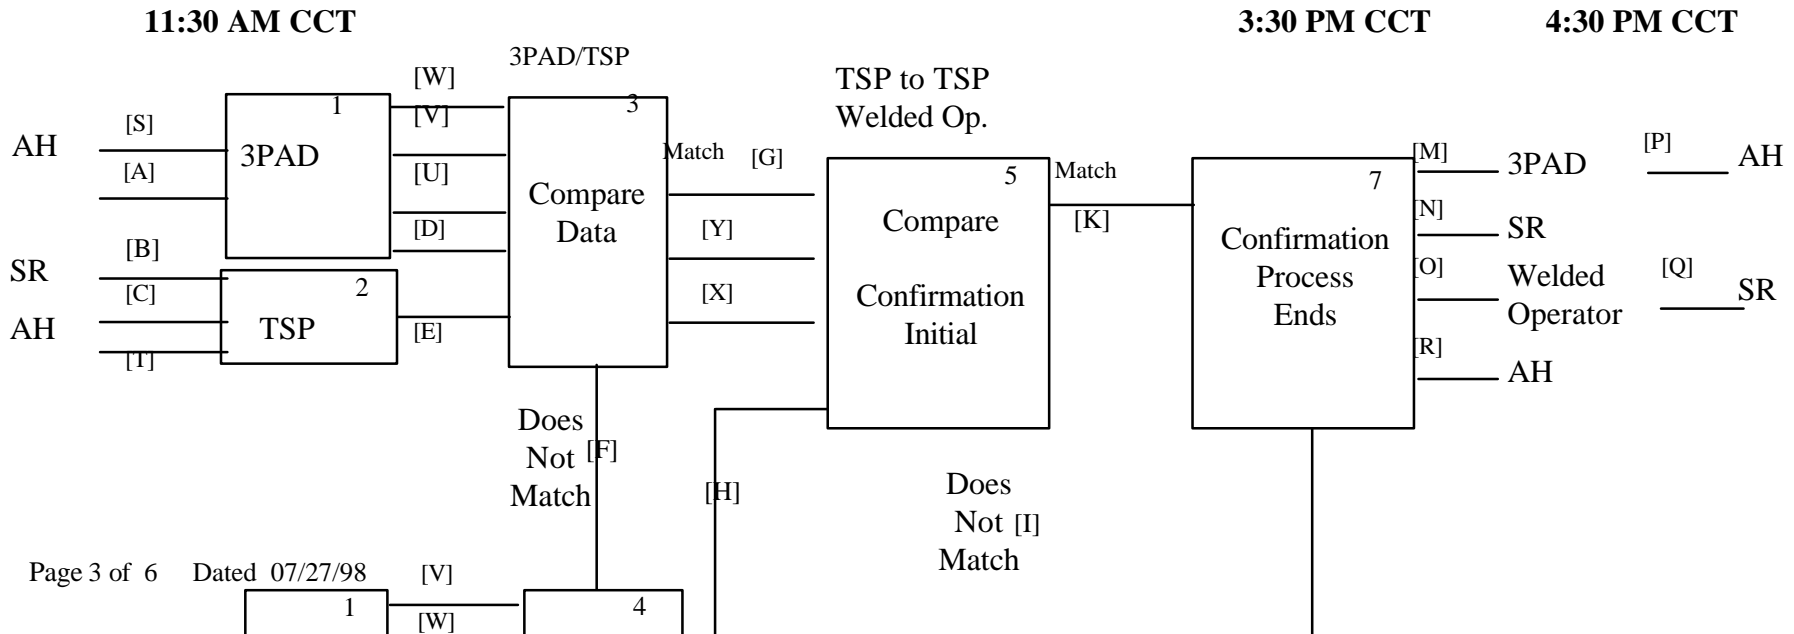 11:30 AM CCT
3:30 PM CCT
4:30 PM CCT
3PAD/TSP
[W]
TSP to TSP
Welded Op.
1
[V]
3
[S]
AH
3PAD
Match
[G]
[M]
3PAD
[P]
AH
[A]
[U]
Compare
Data
5
Match
7
[D]
[Y]
Compare
[K]
[N]
SR
[B]
Confirmation
Process
Ends
SR
2
[C]
[X]
Confirmation
Initial
[O]
Welded
Operator
[Q]
SR
AH
TSP
[E]
[T]
[R]
AH
Does
Not [F]
Match
[H]
Does
Not [I]
Match
Page 3 of 6 Dated 07/27/98
[V]
1
[W]
4